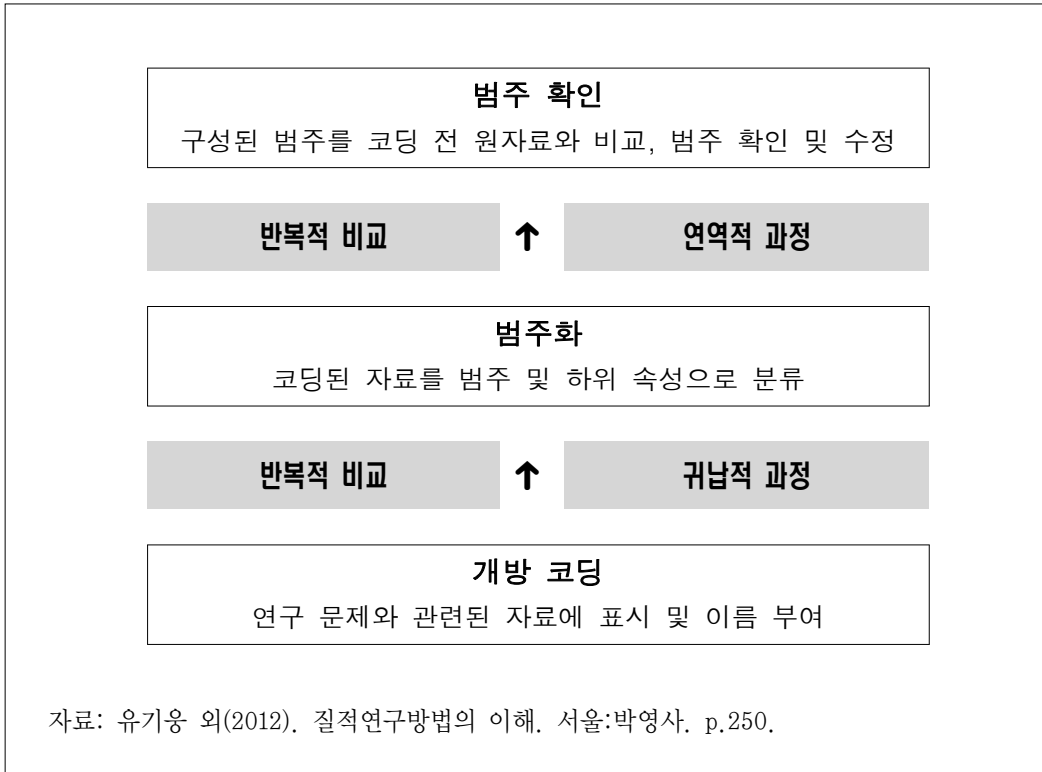 범주 확인
구성된 범주를 코딩 전 원자료와 비교, 범주 확인 및 수정
반복적 비교 ↑ 연역적 과정
범주화
코딩된 자료를 범주 및 하위 속성으로 분류
반복적 비교 ↑ 귀납적 과정
개방 코딩
연구 문제와 관련된 자료에 표시 및 이름 부여
자료: 유기웅 외(2012). 질적연구방법의 이해. 서울:박영사. p.250.